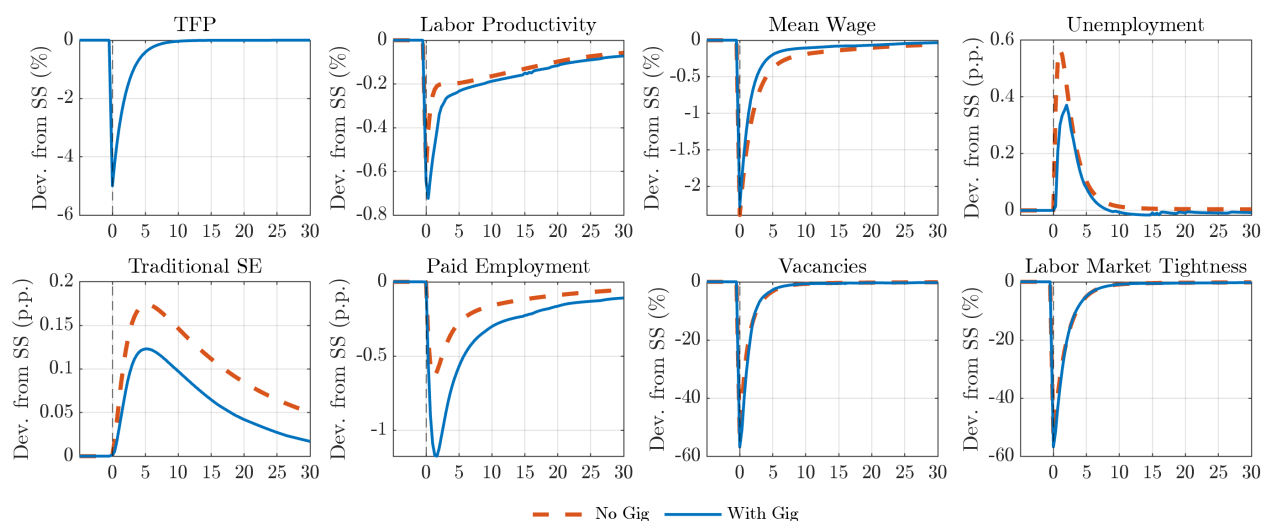 TFP
Dev. from SS (%)
0
-2
-4
-6
0 5 10 15 20 25 30
Labor Productivity
Dev. from SS (%)
0
-0.2
-0.4
-0.6
-0.8
0 5 10 15 20 25 30
Mean Wage
Dev. from SS (%)
0
-0.5
-1
-1.5
-2
0 5 10 15 20 25 30
Unemployment
Dev. from SS (p.p.)
0.6
0.4
0.2
0
0 5 10 15 20 25 30
Traditional SE
Dev. from SS (p.p.)
0.2
0.15
0.1
0.05
0
0 5 10 15 20 25 30
Paid Employment
Dev. from SS (p.p.)
0
-0.5
-1
0 5 10 15 20 25 30
Vacancies
Dev. from SS (%)
0
-20
-40
-60
0 5 10 15 20 25 30
Labor Market Tightness
Dev. from SS (%)
0
-20
-40
-60
0 5 10 15 20 25 30
No Gig With Gig